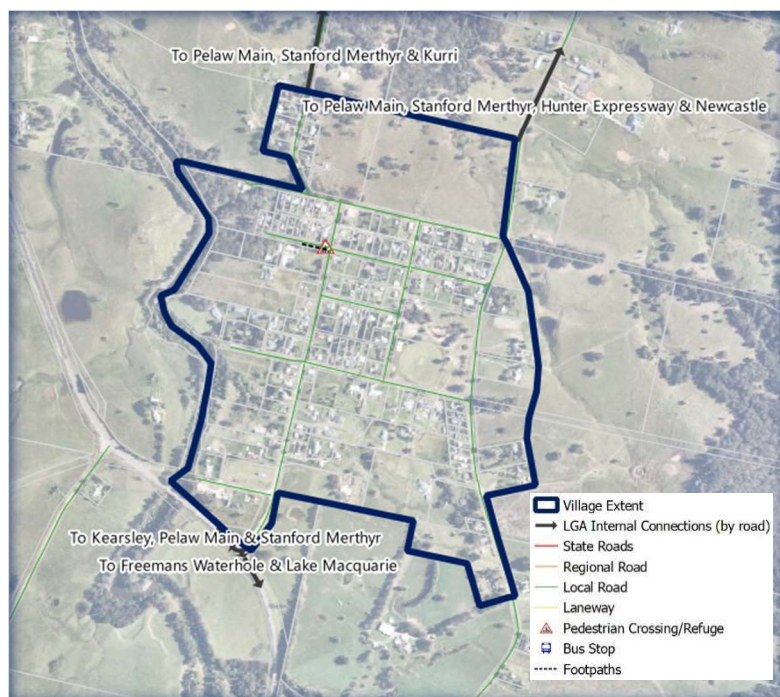 To Pelaw Main, Stanford Merthyr & Kurri
To Pelaw Main, Stanford Merthyr, Hunter Expressway & Newcastle
To Kearsley, Pelaw Main & Stanford Merthyr
To Freemans Waterhole & Lake Macquarie
Village Extent
LGA Internal Connections (by road)
State Roads
Regional Road
Local Road
Laneway
Pedestrian Crossing/Refuge
Bus Stop
Footpaths